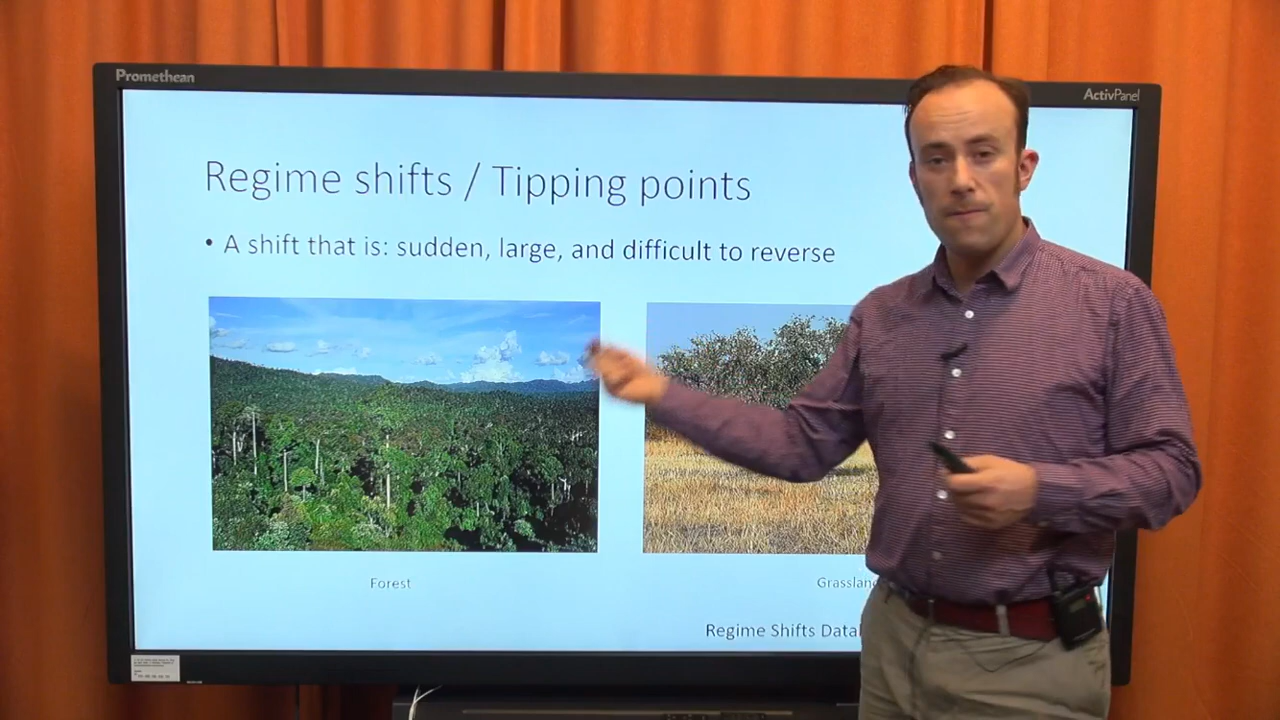 Promethean
ActivPanel
Regime shifts / Tipping points
• A shift that is: sudden, large, and difficult to reverse
Forest
Regime Shifts